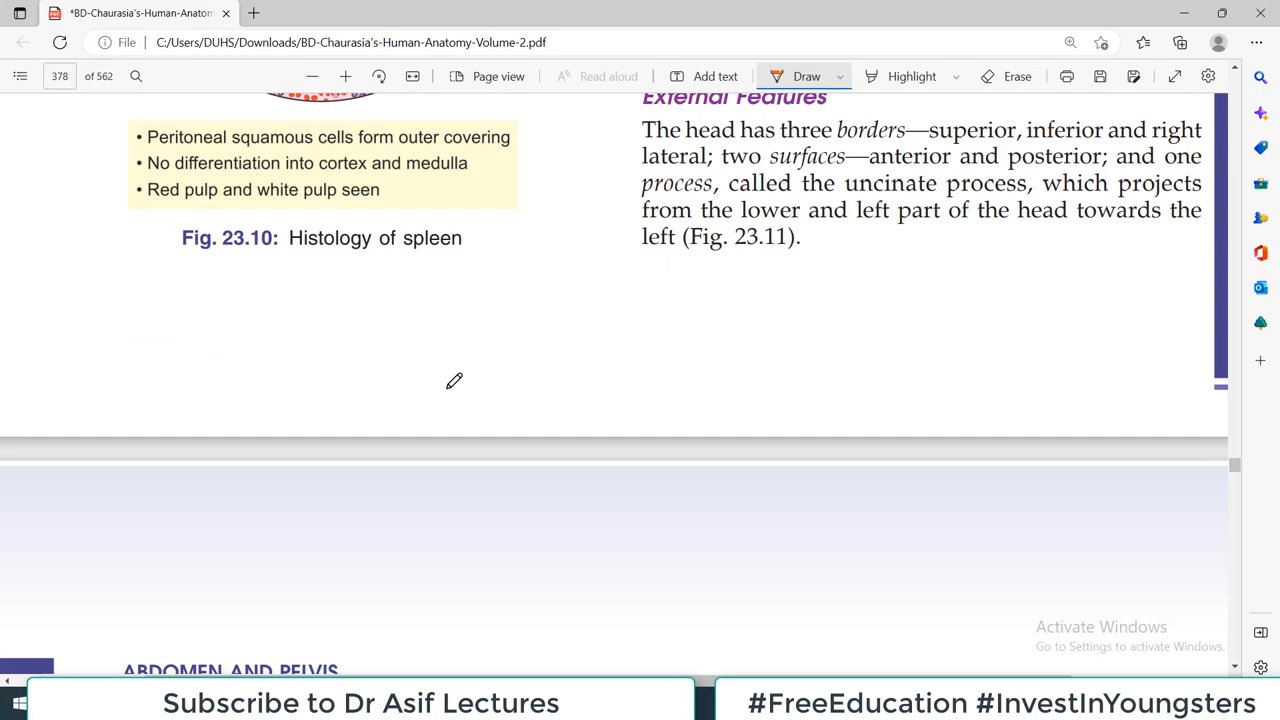 *BD-Chaurasia's-Human-Anatom
File
C:/Users/DUHS/Downloads/BD-Chaurasia's-Human-Anatomy-Volume-2.pdf
378 of 562
Page view
Read aloud
Add text
Draw
Highlight
Erase
• Peritoneal squamous cells form outer covering
• No differentiation into cortex and medulla
• Red pulp and white pulp seen
Fig. 23.10: Histology of spleen
External Features
The head has three borders—superior, inferior and right
lateral; two surfaces—anterior and posterior; and one
process, called the uncinate process, which projects
from the lower and left part of the head towards the
left (Fig. 23.11).
Activate Windows
Go to Settings to activate Windows.
ABDOMEN AND PELVIS
Subscribe to Dr Asif Lectures
#FreeEducation #InvestInYoungsters